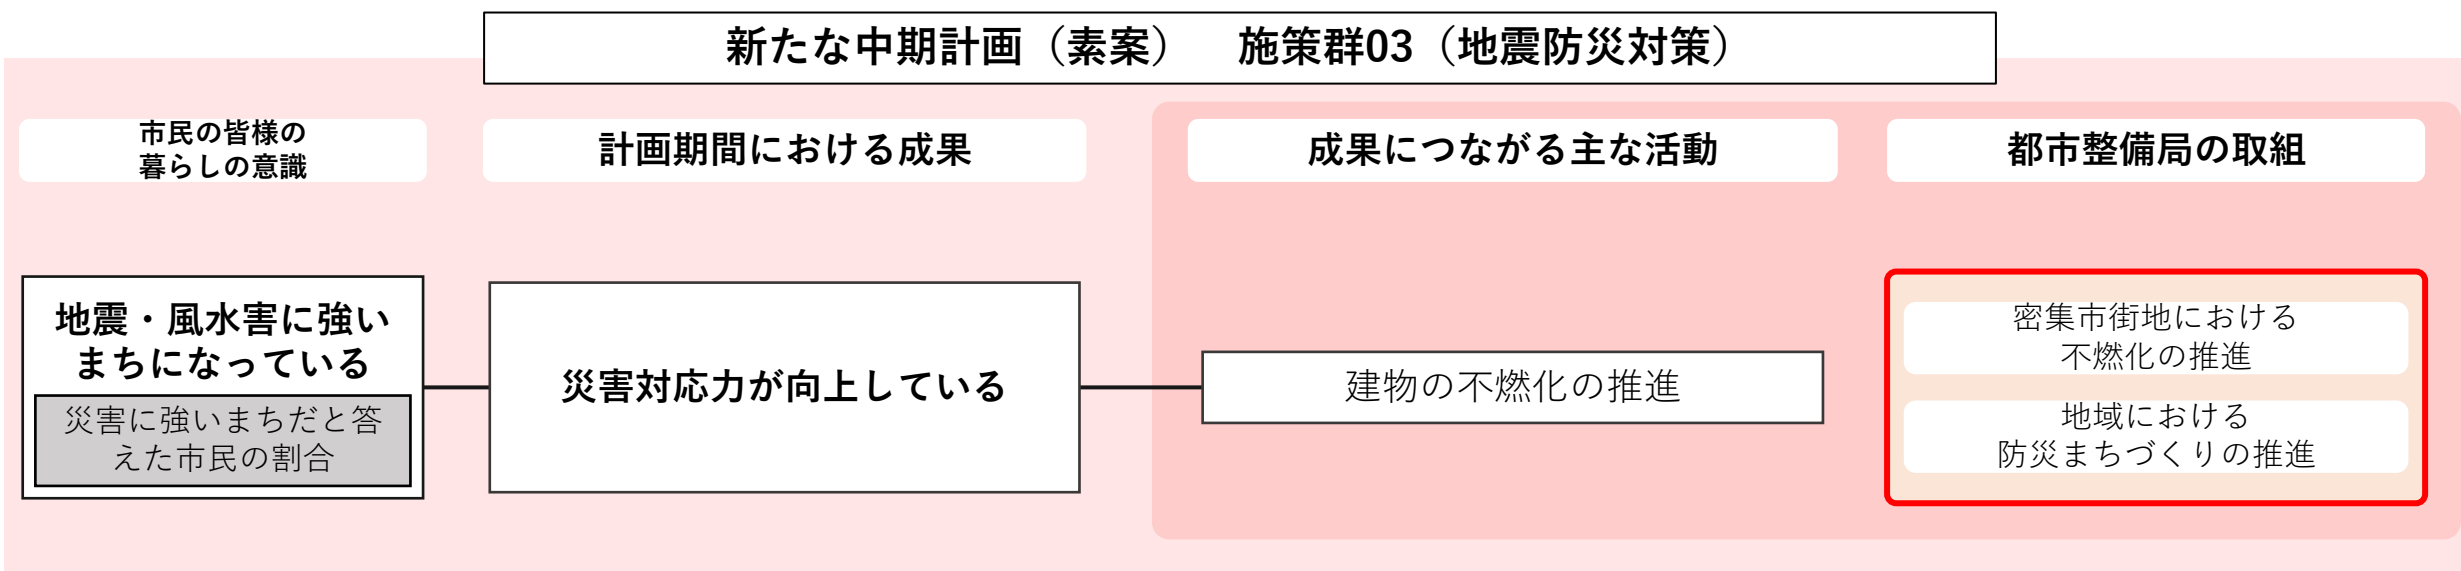 新たな中期計画（素案）　施策群03（地震防災対策）
市民の皆様の
暮らしの意識
計画期間における成果
成果につながる主な活動
都市整備局の取組
地震・風水害に強い
まちになっている
災害に強いまちだと答
えた市民の割合
災害対応力が向上している
建物の不燃化の推進
密集市街地における
不燃化の推進
地域における
防災まちづくりの推進